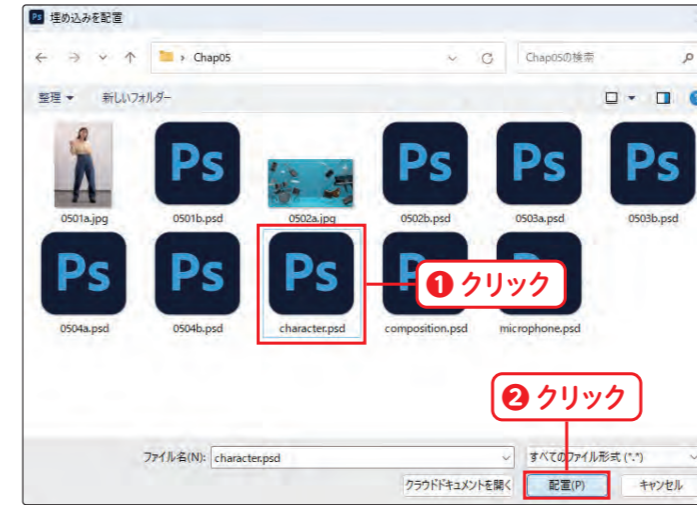 Ps 埋め込みを配置
Chap05 Chap05の検索
整理 新しいフォルダー
Ps Ps Ps Ps
0501a.jpg 0501b.psd 0502a.jpg 0502b.psd 0503a.psd 0503b.psd
Ps Ps Ps
❶ クリック
0504a.psd 0504b.psd character.psd composition.psd microphone.psd
❷ クリック
ファイル名(N): character.psd すべてのファイル形式 (*.*)
クラウドドキュメントを開く 配置(P) キャンセル